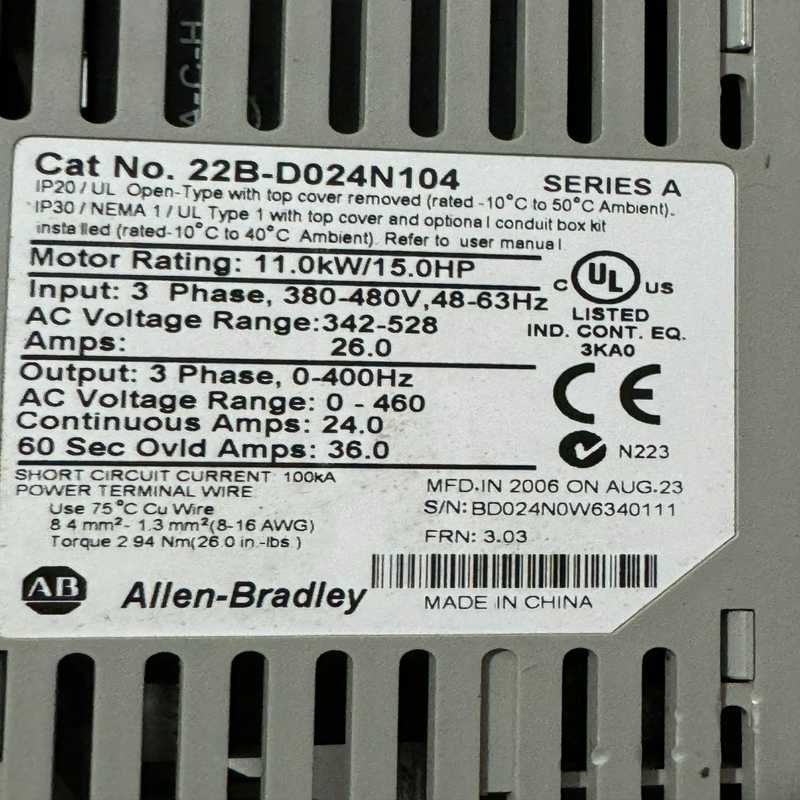 A-C-H
Cat No. 22B-D024N104 SERIES A
IP20 / UL Open-Type with top cover removed (rated -10°C to 50°C Ambient).
IP30 / NEMA 1 / UL Type 1 with top cover and optional conduit box kit
installed (rated-10°C to 40°C Ambient). Refer to user manual
Motor Rating: 11.0kW/15.0HP
Input: 3 Phase, 380-480V,48-63Hz
AC Voltage Range:342-528
Amps: 26.0
C UL US
LISTED
IND. CONT. EQ.
3KA0
Output: 3 Phase, 0-400Hz
AC Voltage Range: 0 - 460
Continuous Amps: 24.0
60 Sec Ovld Amps: 36.0
CE
N223
SHORT CIRCUIT CURRENT 100kA
POWER TERMINAL WIRE
Use 75°C Cu Wire
8 4 mm²- 1.3 mm²(8-16 AWG)
Torque 2 94 Nm(26.0 in.-lbs )
MFD.IN 2006 ON AUG.23
S/N: BD024N0W6340111
FRN: 3.03
AB Allen-Bradley
MADE IN CHINA